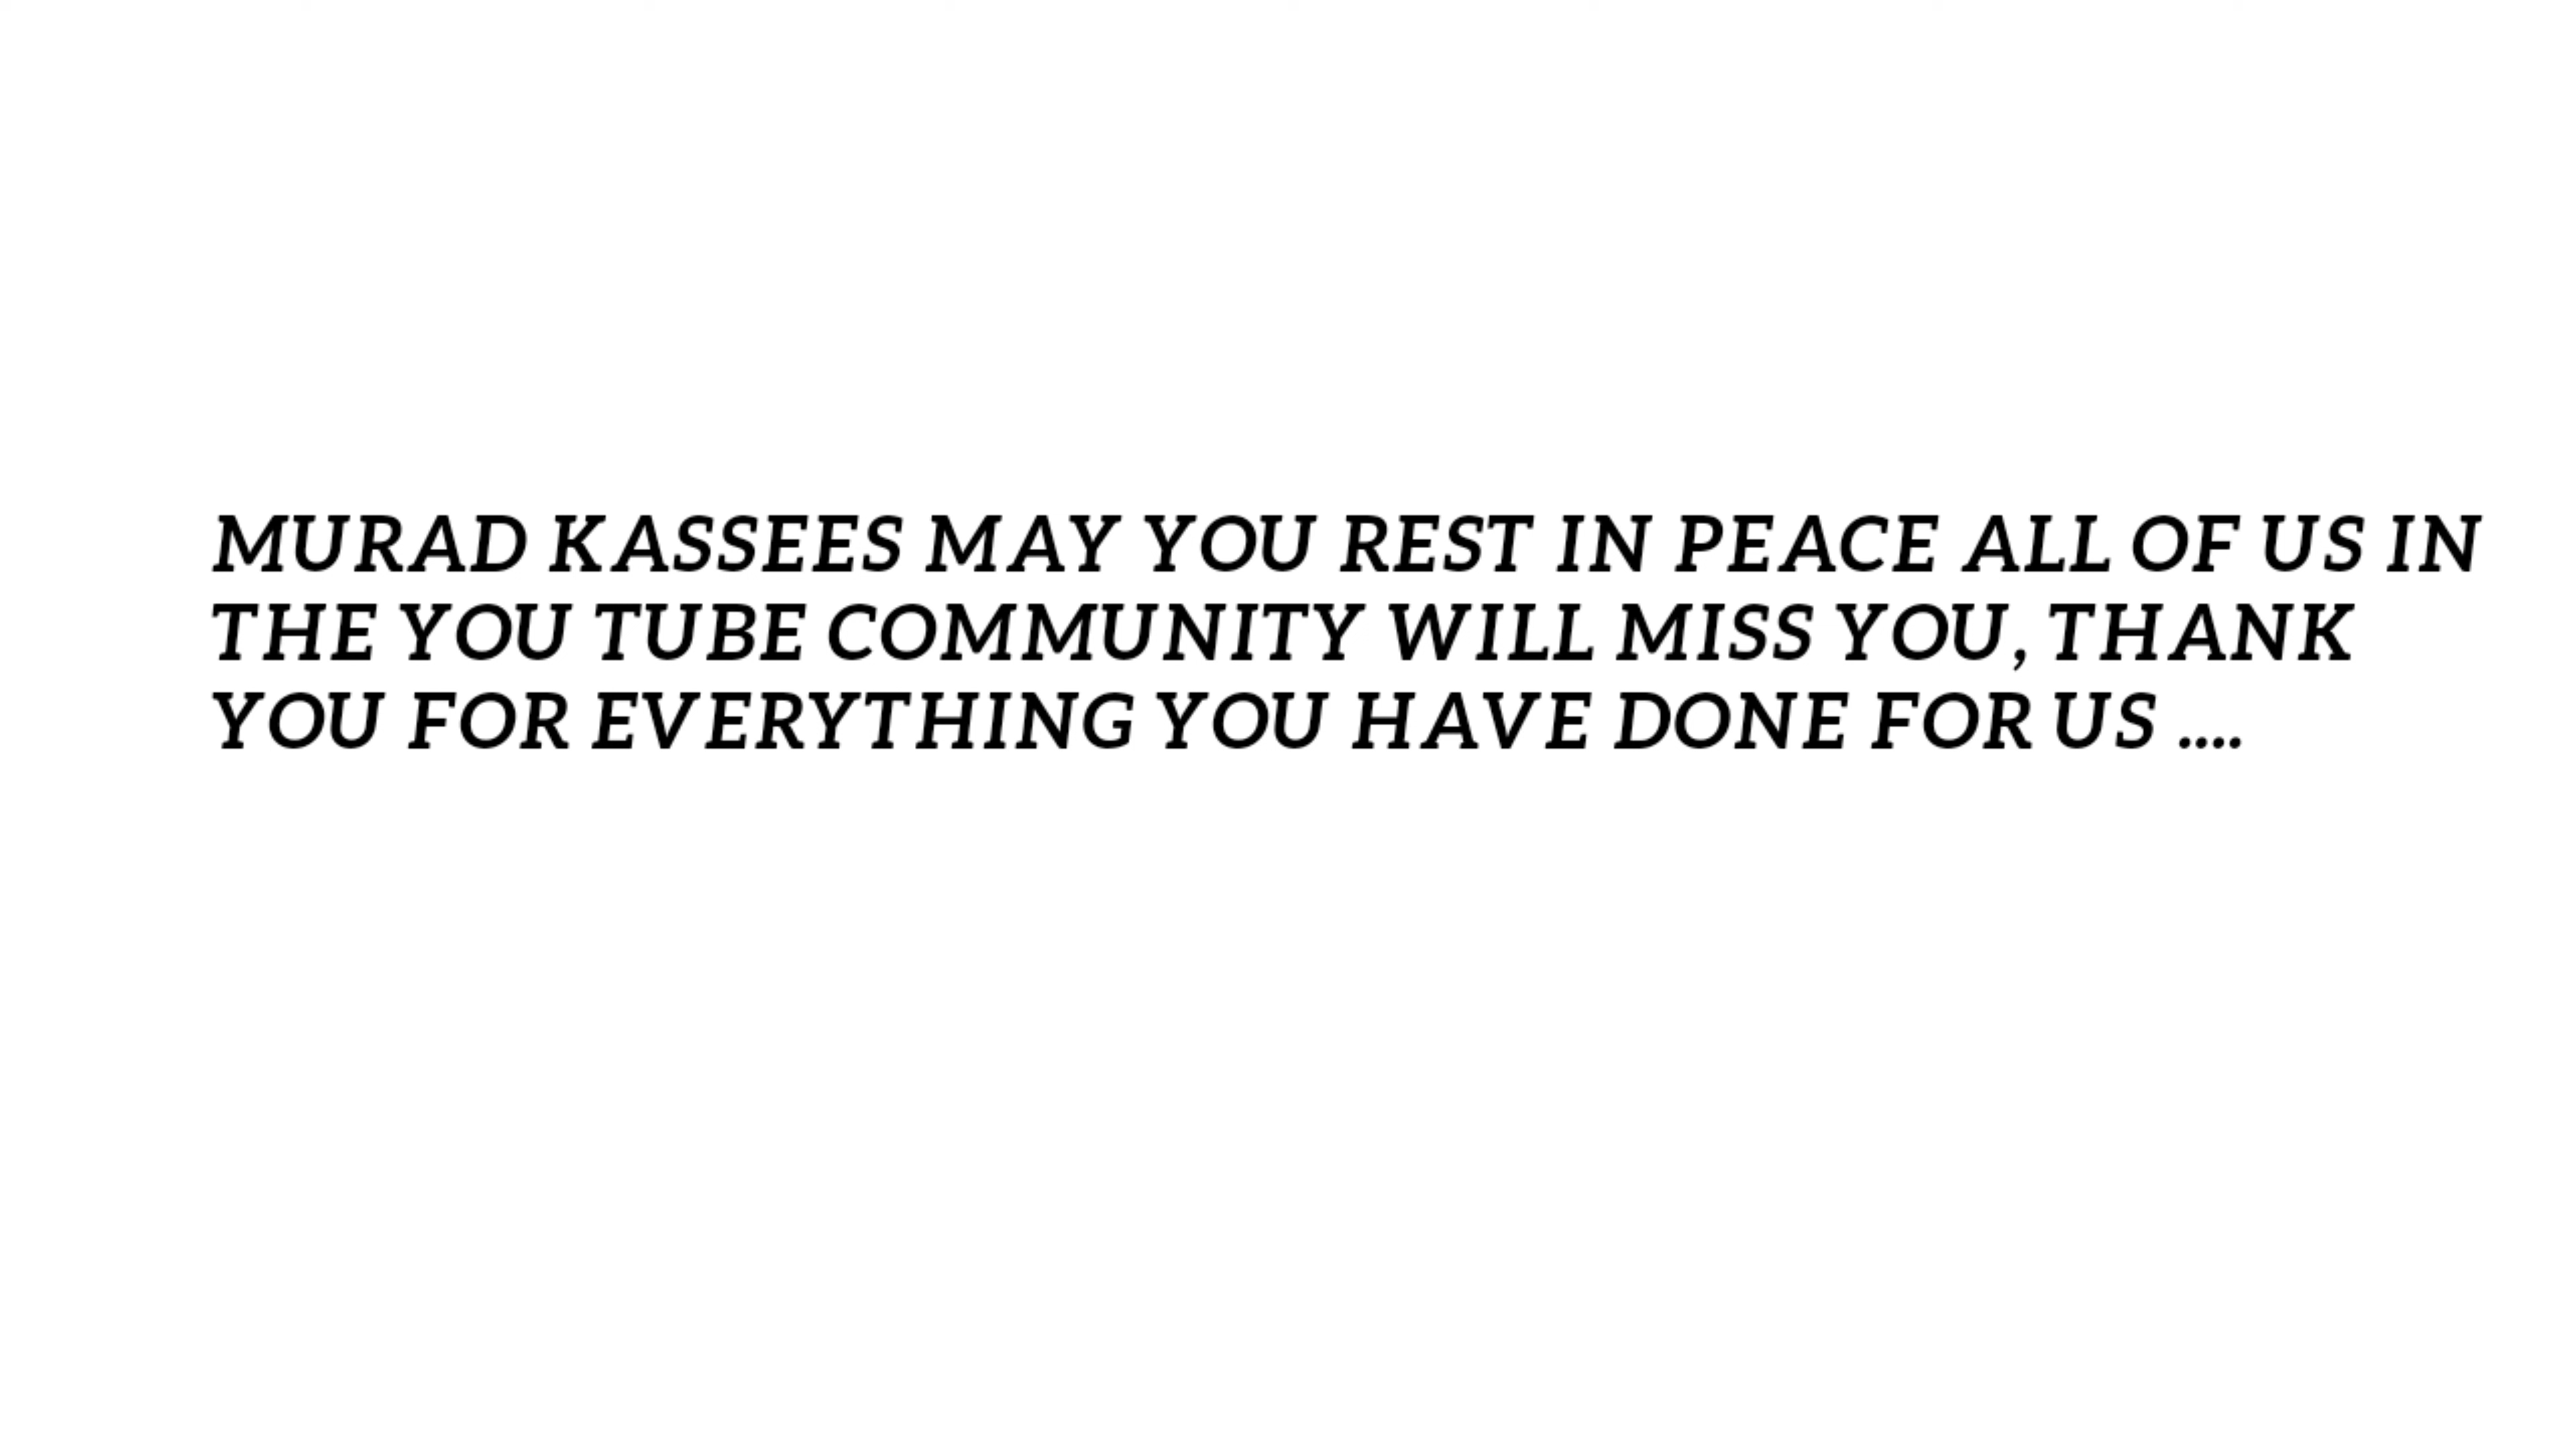 MURAD KASSEES MAY YOU REST IN PEACE ALL OF US IN
THE YOU TUBE COMMUNITY WILL MISS YOU, THANK
YOU FOR EVERYTHING YOU HAVE DONE FOR US ....